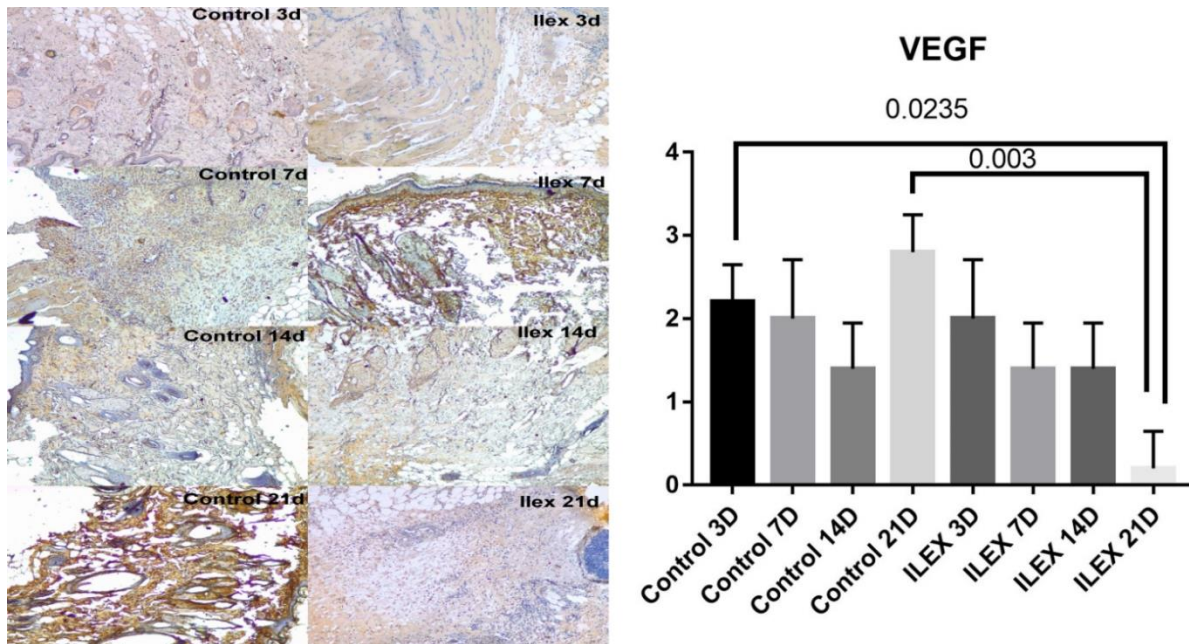 Control 3d
Ilex 3d
Control 7d
Ilex 7d
Control 14d
Ilex 14d
Control 21d
Ilex 21d
VEGF
0.0235
0.003
4
3
2
1
0
Control 3D
Control 7D
Control 14D
Control 21D
ILEX 3D
ILEX 7D
ILEX 14D
ILEX 21D